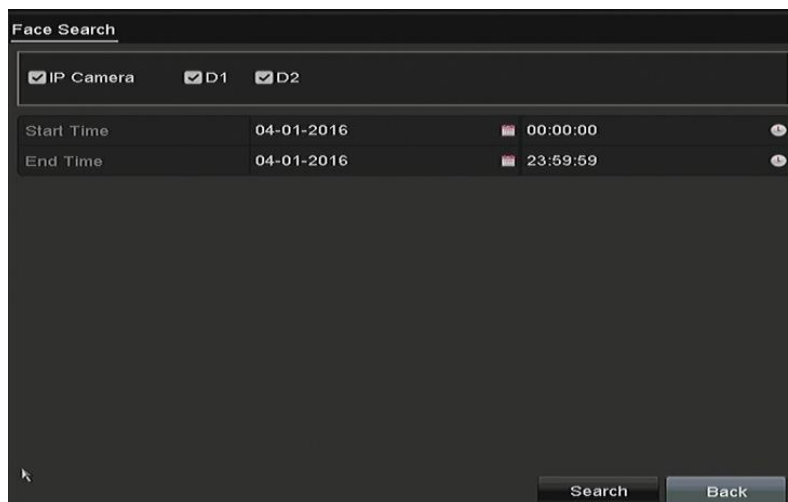 Face Search
IP Camera D1 D2
Start Time 04-01-2016 00:00:00
End Time 04-01-2016 23:59:59
Search Back